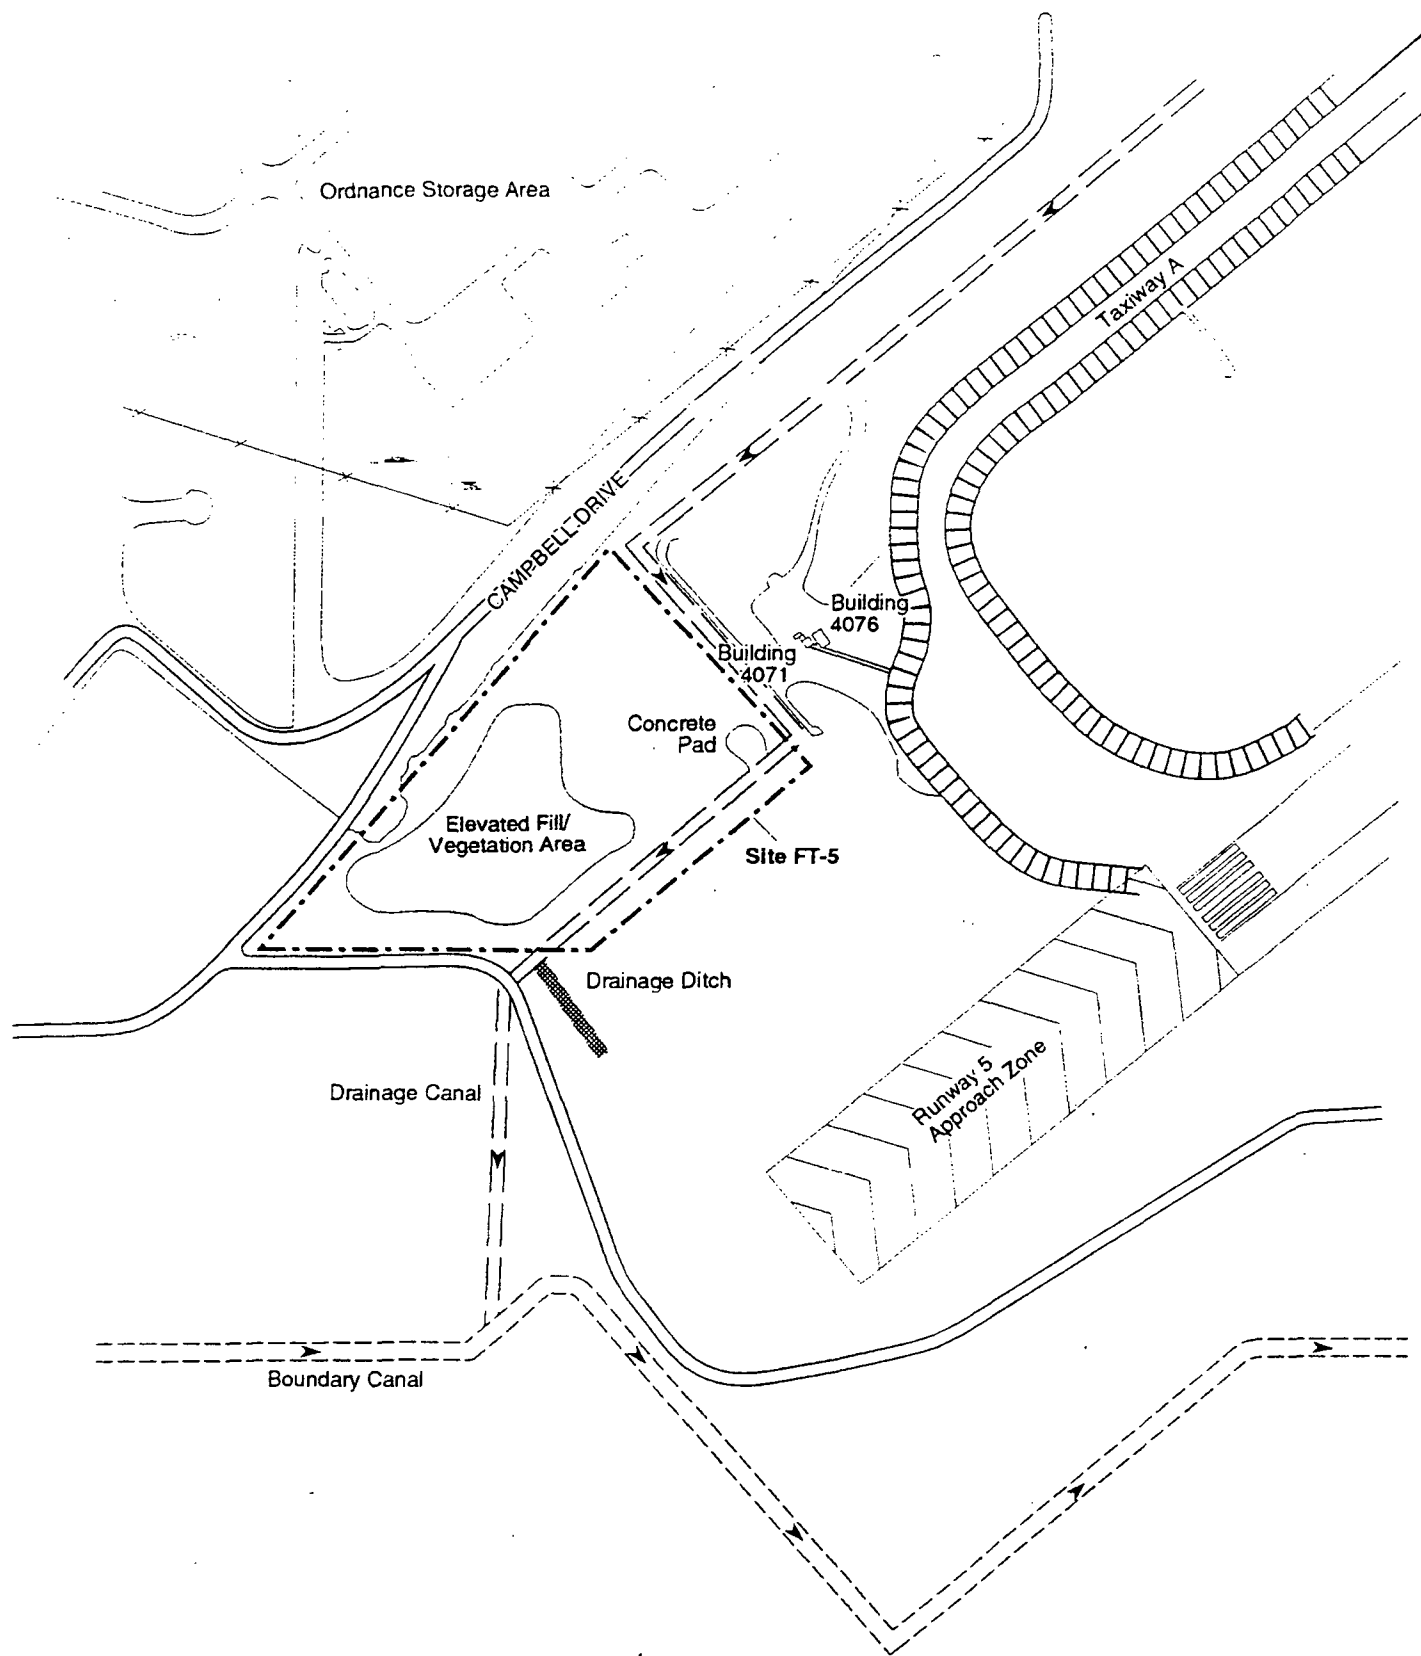 Ordnance Storage Area
Taxiway A
CAMPBELL DRIVE
Building
4076
Building
4071
Concrete
Pad
Elevated Fill/
Vegetation Area
Site FT-5
Drainage Ditch
Runway 5
Approach Zone
Drainage Canal
Boundary Canal